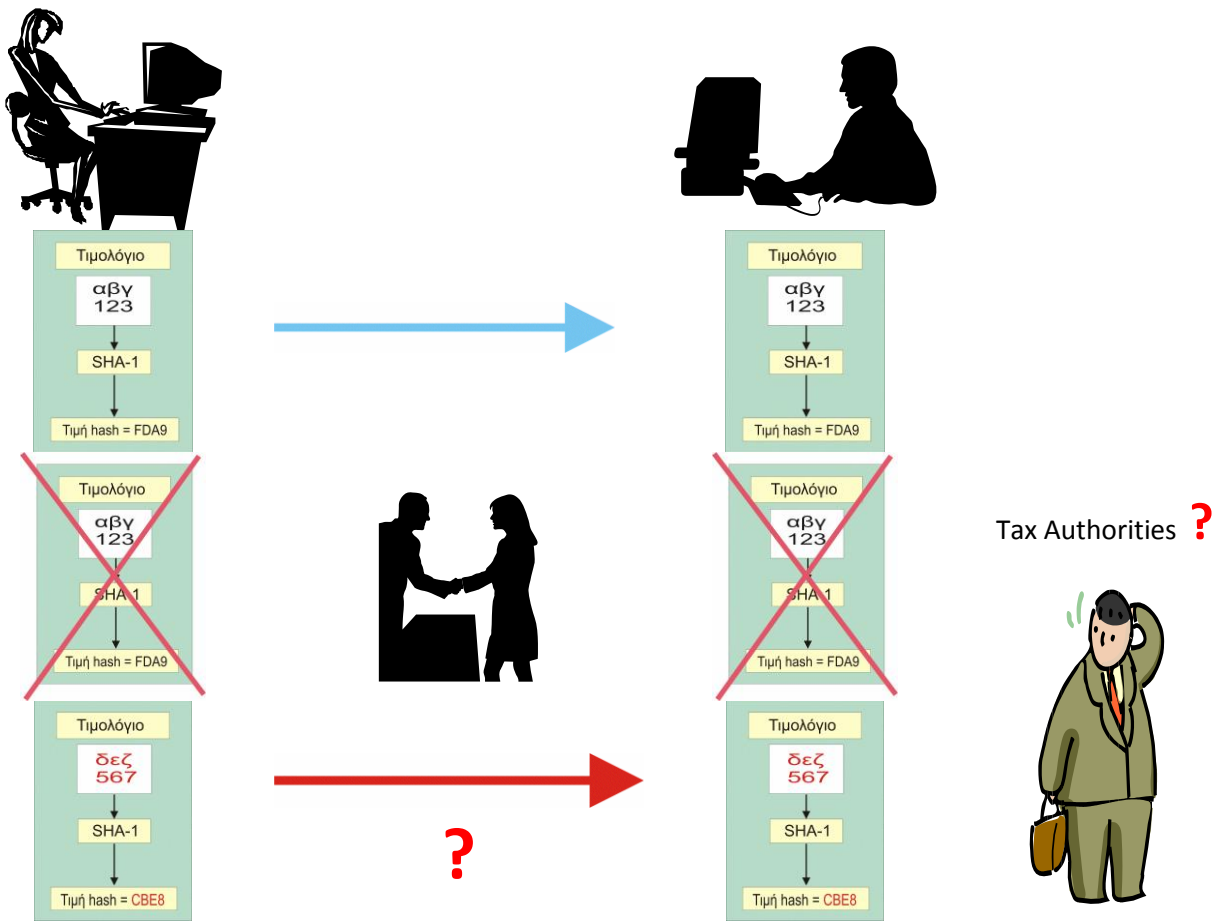 Τιμολόγιο
αβγ
123
SHA-1
Τιμή hash = FDA9
Τιμολόγιο
αβγ
123
SHA-1
Τιμή hash = FDA9
Τιμολόγιο
αβγ
123
SHA-1
Τιμή hash = FDA9
Τιμολόγιο
αβγ
123
SHA-1
Τιμή hash = FDA9
Tax Authorities ?
Τιμολόγιο
δεζ
567
SHA-1
Τιμή hash = CBE8
?
Τιμολόγιο
δεζ
567
SHA-1
Τιμή hash = CBE8